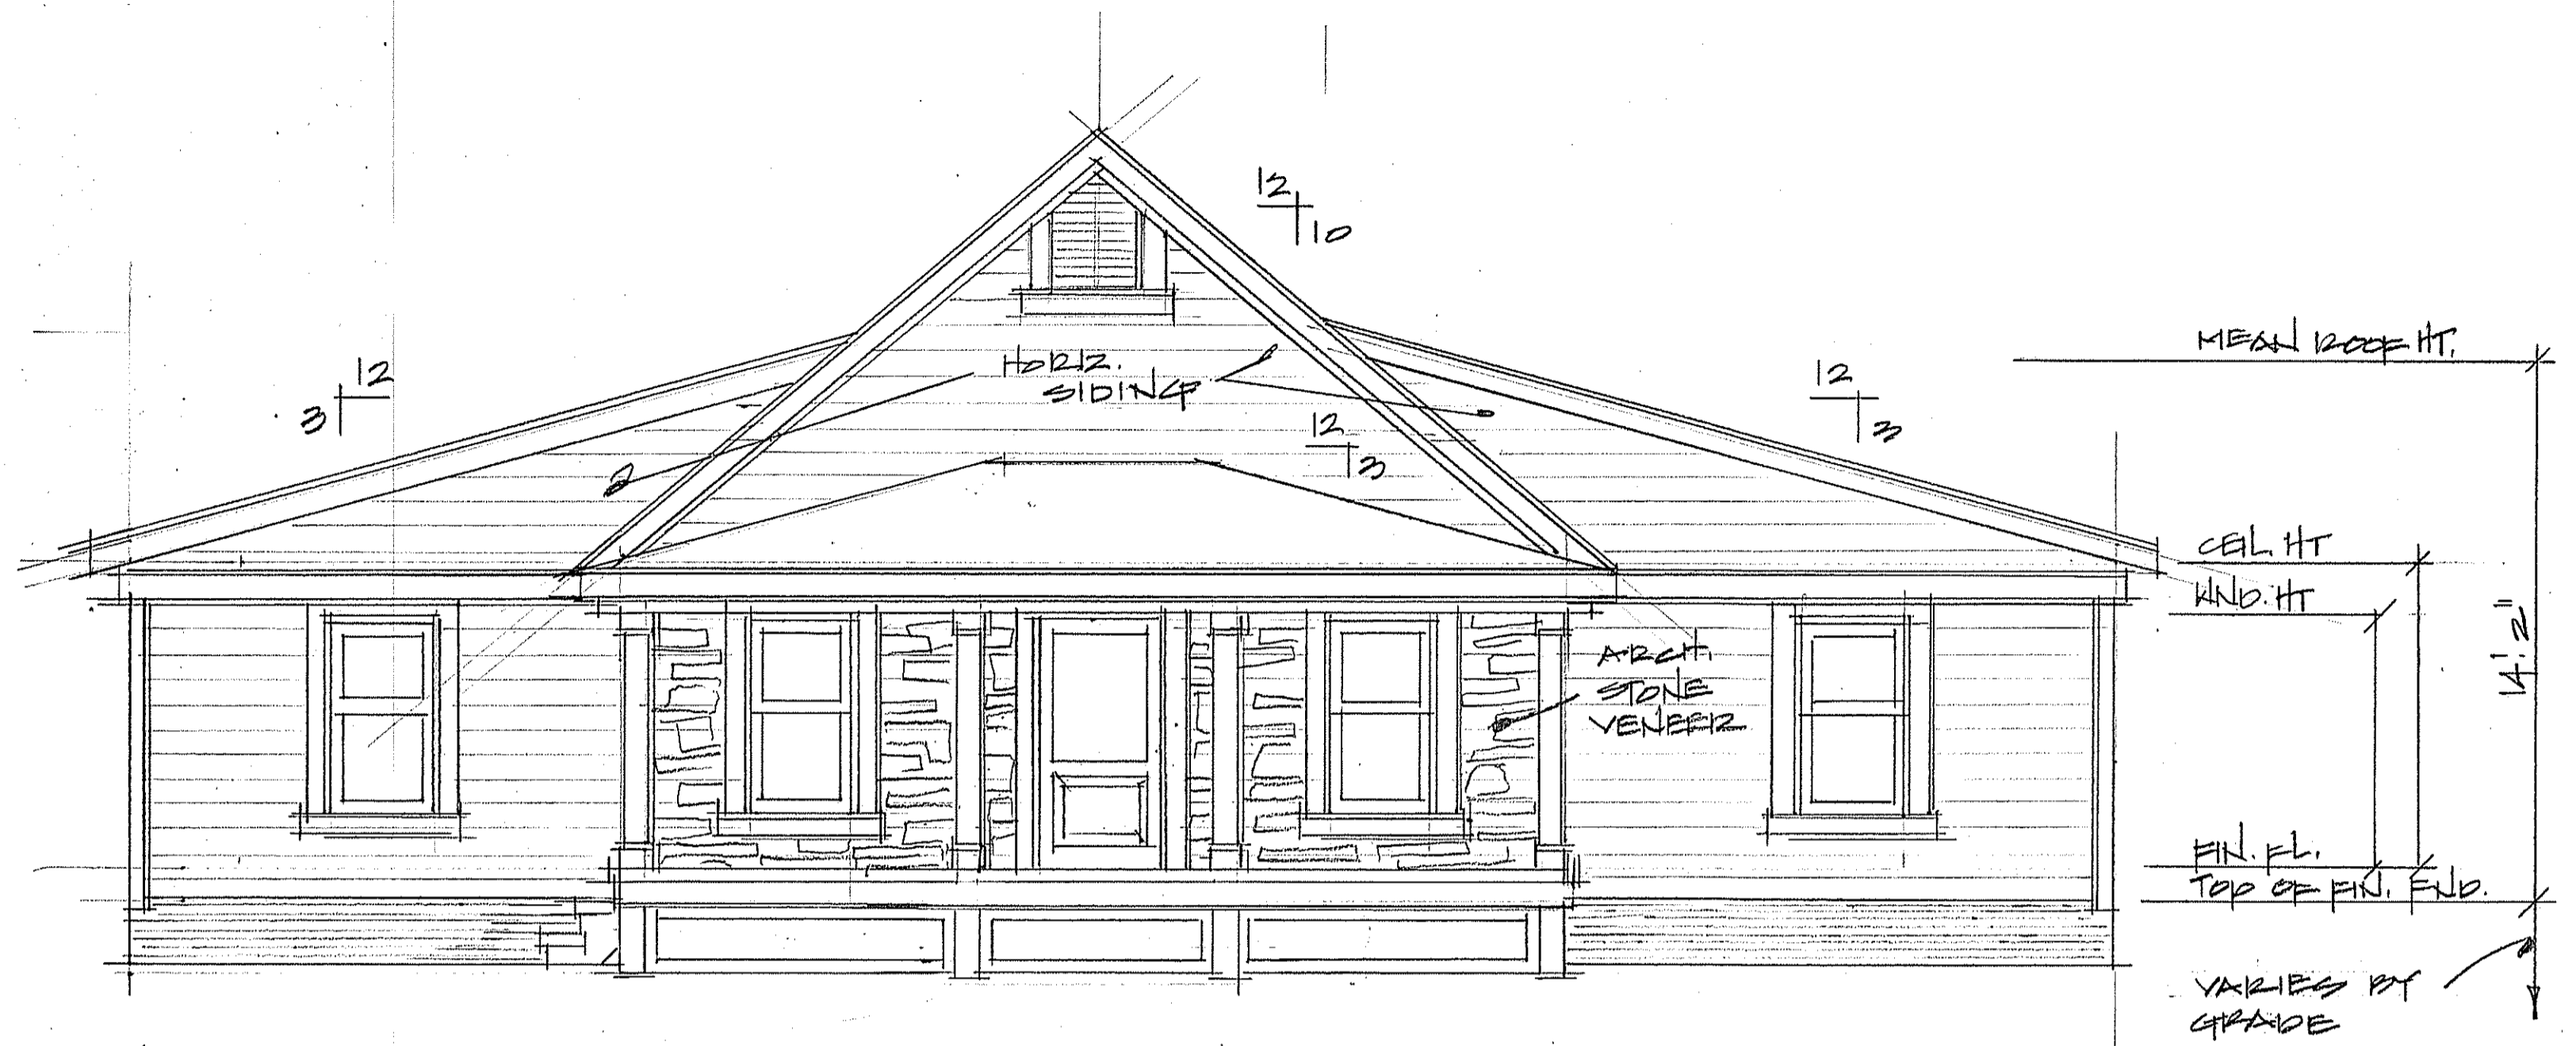 12
10
MEAN ROOF HT.
HORIZ.
SIDING
12
3
12
3
12
3
CEIL. HT
WND. HT
14'.2"
ARCH.
STONE
VENEER
FIN. FL.
TOP OF FIN. FND.
VARIES BY
GRADE